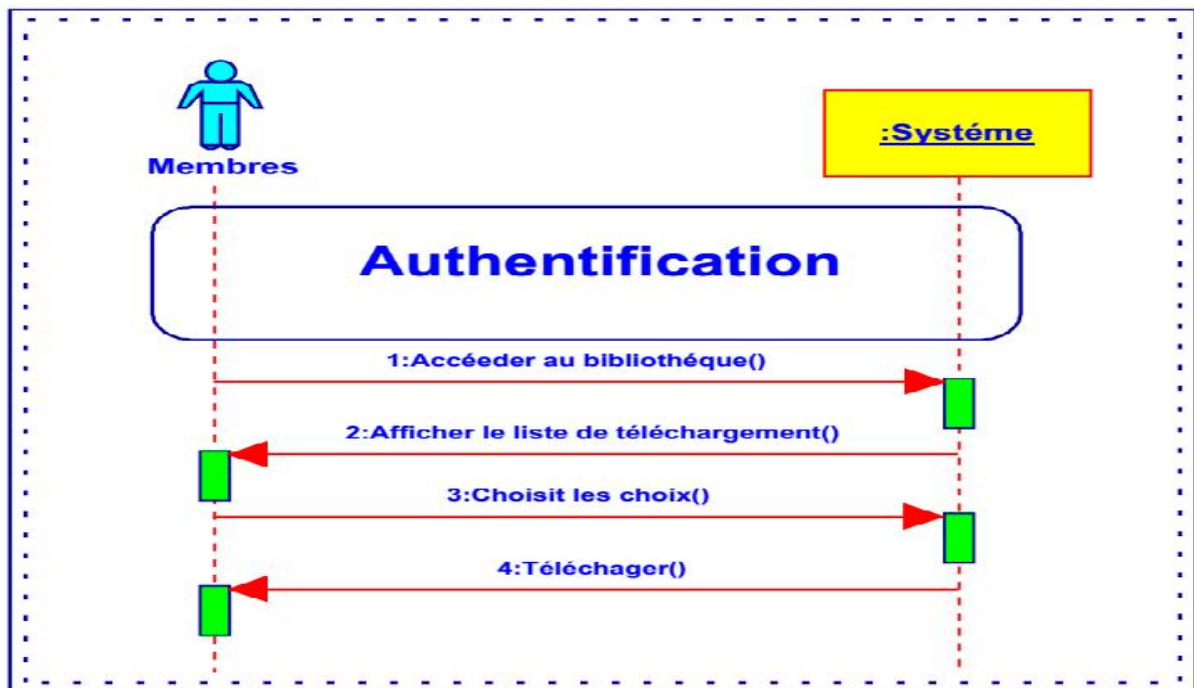 Membres
:Systéme
Authentification
1:Accéeder au bibliothéque()
2:Afficher le liste de téléchargement()
3:Choisit les choix()
4:Téléchager()